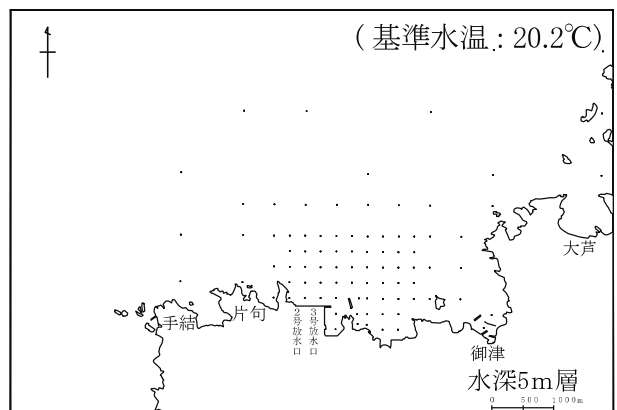 (基準水温:20.2℃)
大芦
片句
手結
2号放水口
3号放水口
御津
水深5m層
0 500 1000m